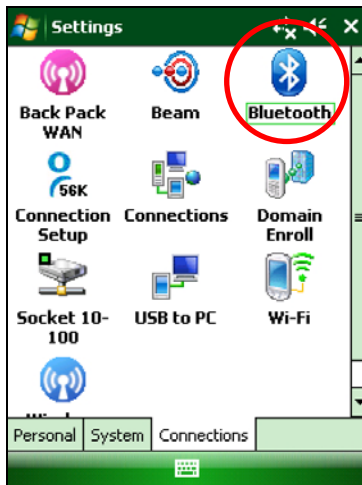 Settings
Back Pack
WAN
Beam
Bluetooth
56K
Connection
Setup
Connections
Domain
Enroll
Socket 10-
100
USB to PC
Wi-Fi
Personal System Connections